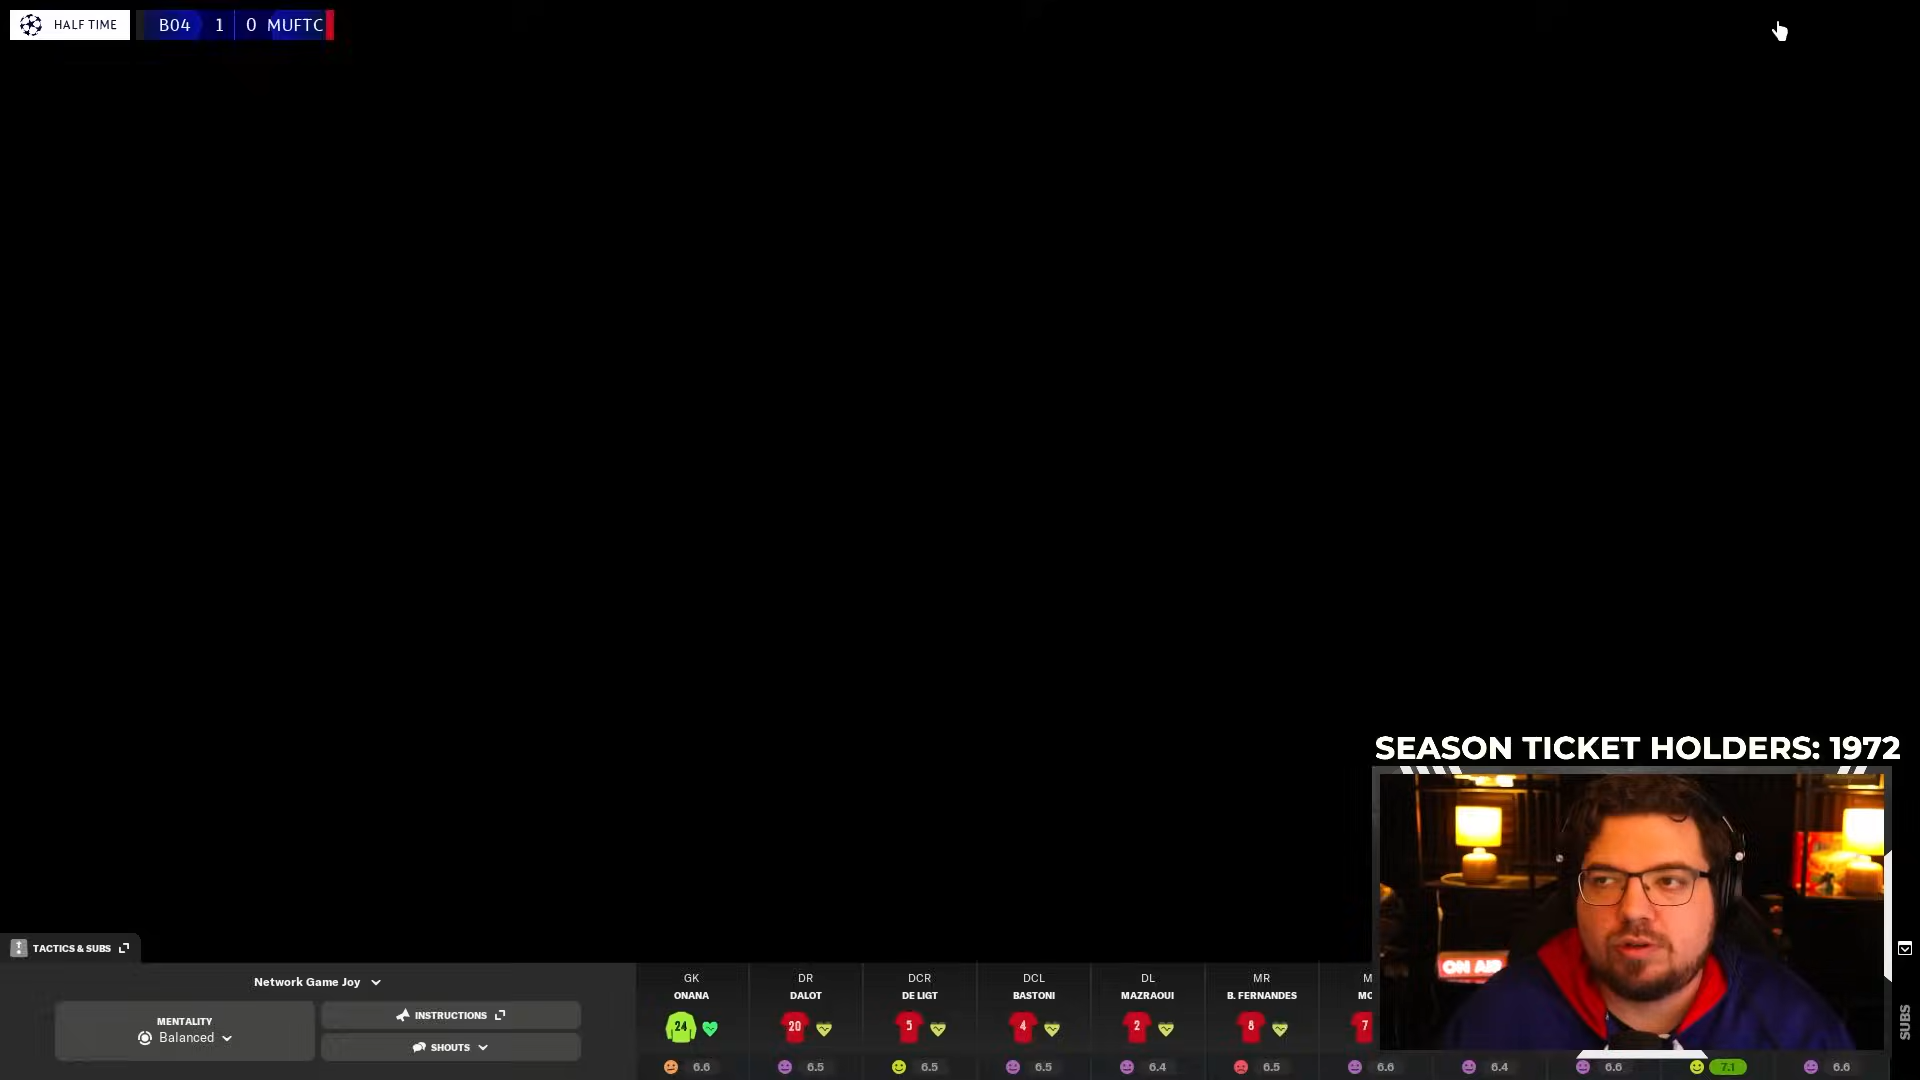 HALF TIME B04 1 0 MUFTC
SEASON TICKET HOLDERS: 1972
ON AIR
TACTICS & SUBS
Network Game Joy
MENTALITY
Balanced
INSTRUCTIONS
SHOUTS
GK DR DCR DCL DL MR M
ONANA DALOT DE LIGT BASTONI MAZRAOUI B. FERNANDES MO
24 20 5 4 2 8 7
6.6 6.5 6.5 6.5 6.4 6.5 6.6 6.4 6.6 7.1 6.6
SUBS